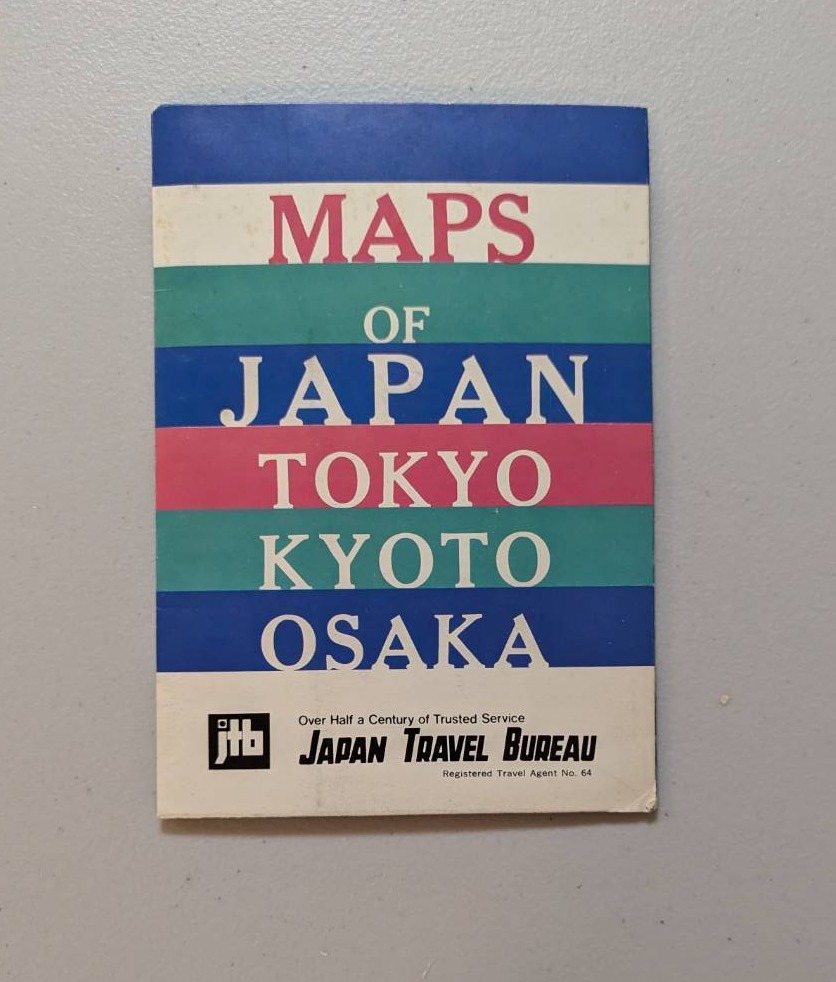 MAPS
OF
JAPAN
TOKYO
KYOTO
OSAKA
jtb
Over Half a Century of Trusted Service
JAPAN TRAVEL BUREAU
Registered Travel Agent No. 64